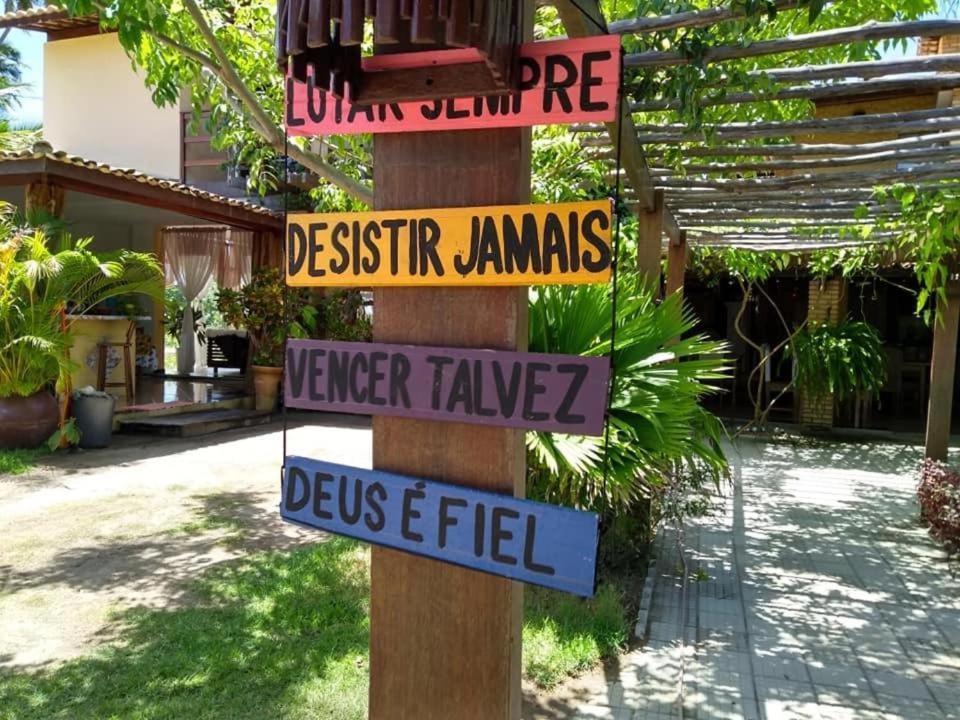 LUTAR SEMPRE
DESISTIR JAMAIS
VENCER TALVEZ
DEUS É FIEL